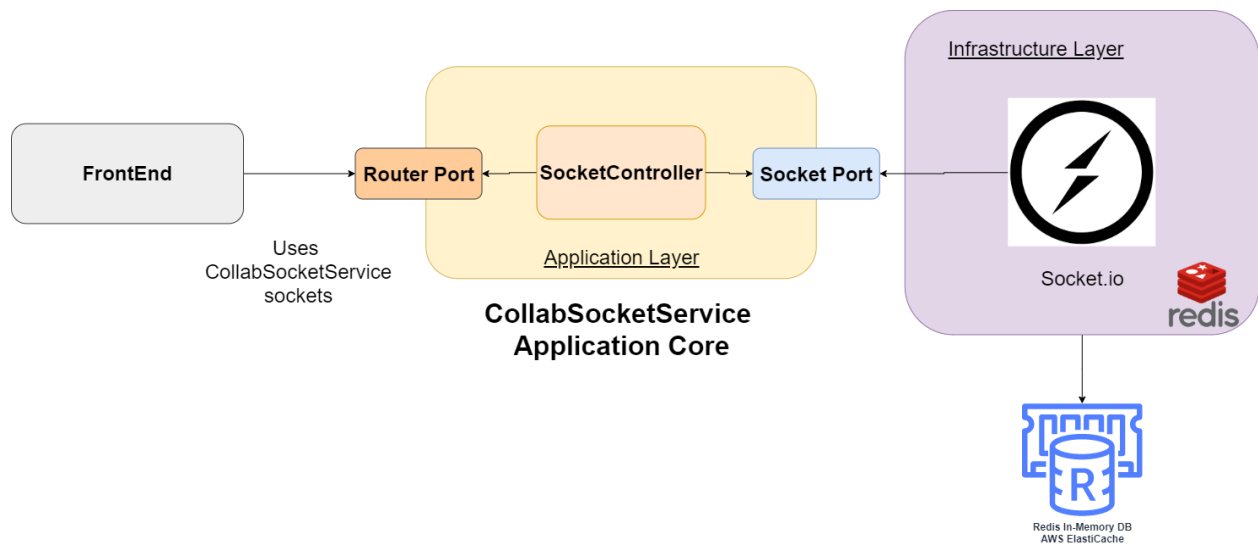 Infrastructure Layer
FrontEnd
Router Port
SocketController
Socket Port
Uses
CollabSocketService
sockets
Application Layer
Socket.io
redis
CollabSocketService
Application Core
R
Redis In-Memory DB
AWS ElastiCache